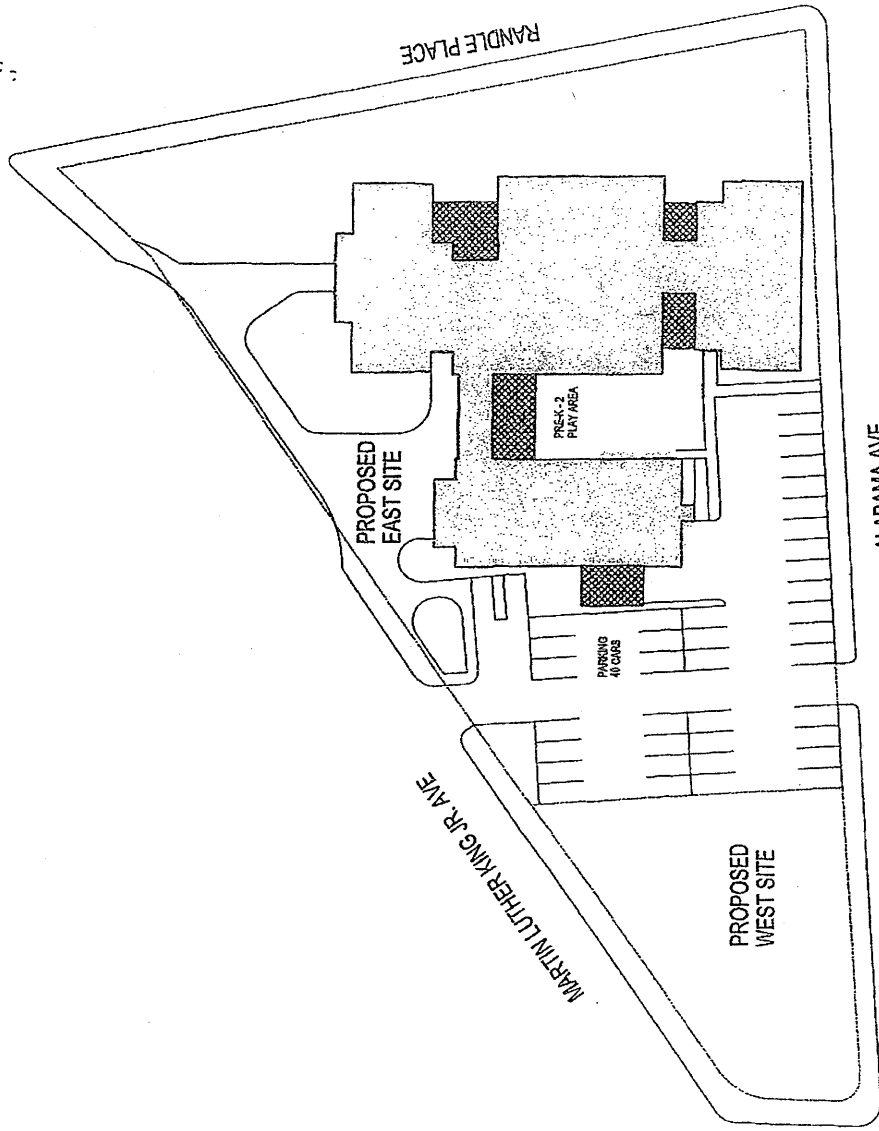 RANDLE PLACE
PROPOSED
EAST SITE
PRE-K-2
PLAY AREA
PARKING
40 CARS
MARTIN LUTHER KING JR. AVE
PROPOSED
WEST SITE
ALABAMA AVE